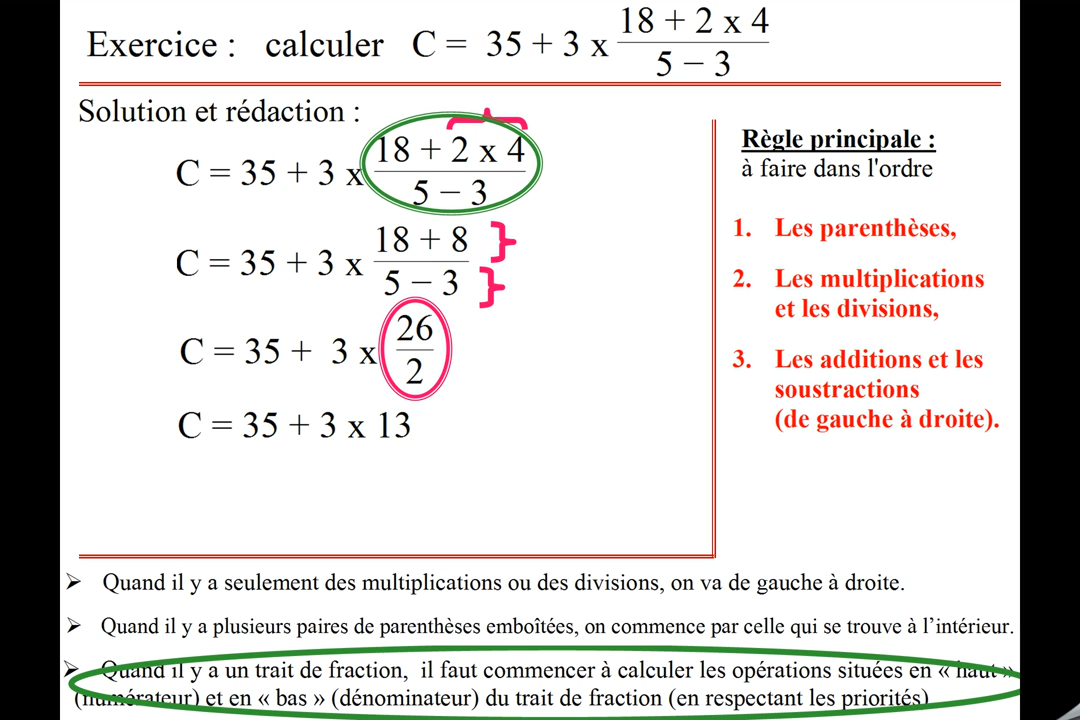 Exercice : calculer C = 35 + 3 x (18 + 2 x 4)/(5 − 3)
Solution et rédaction :
C = 35 + 3 x (18 + 2 x 4)/(5 − 3)
C = 35 + 3 x (18 + 8)/(5 − 3)
C = 35 + 3 x 26/2
C = 35 + 3 x 13
Règle principale :
à faire dans l'ordre
1. Les parenthèses,
2. Les multiplications
et les divisions,
3. Les additions et les
soustractions
(de gauche à droite).
➢ Quand il y a seulement des multiplications ou des divisions, on va de gauche à droite.
➢ Quand il y a plusieurs paires de parenthèses emboîtées, on commence par celle qui se trouve à l’intérieur.
➢ Quand il y a un trait de fraction, il faut commencer à calculer les opérations situées en « haut »
(numérateur) et en « bas » (dénominateur) du trait de fraction (en respectant les priorités)